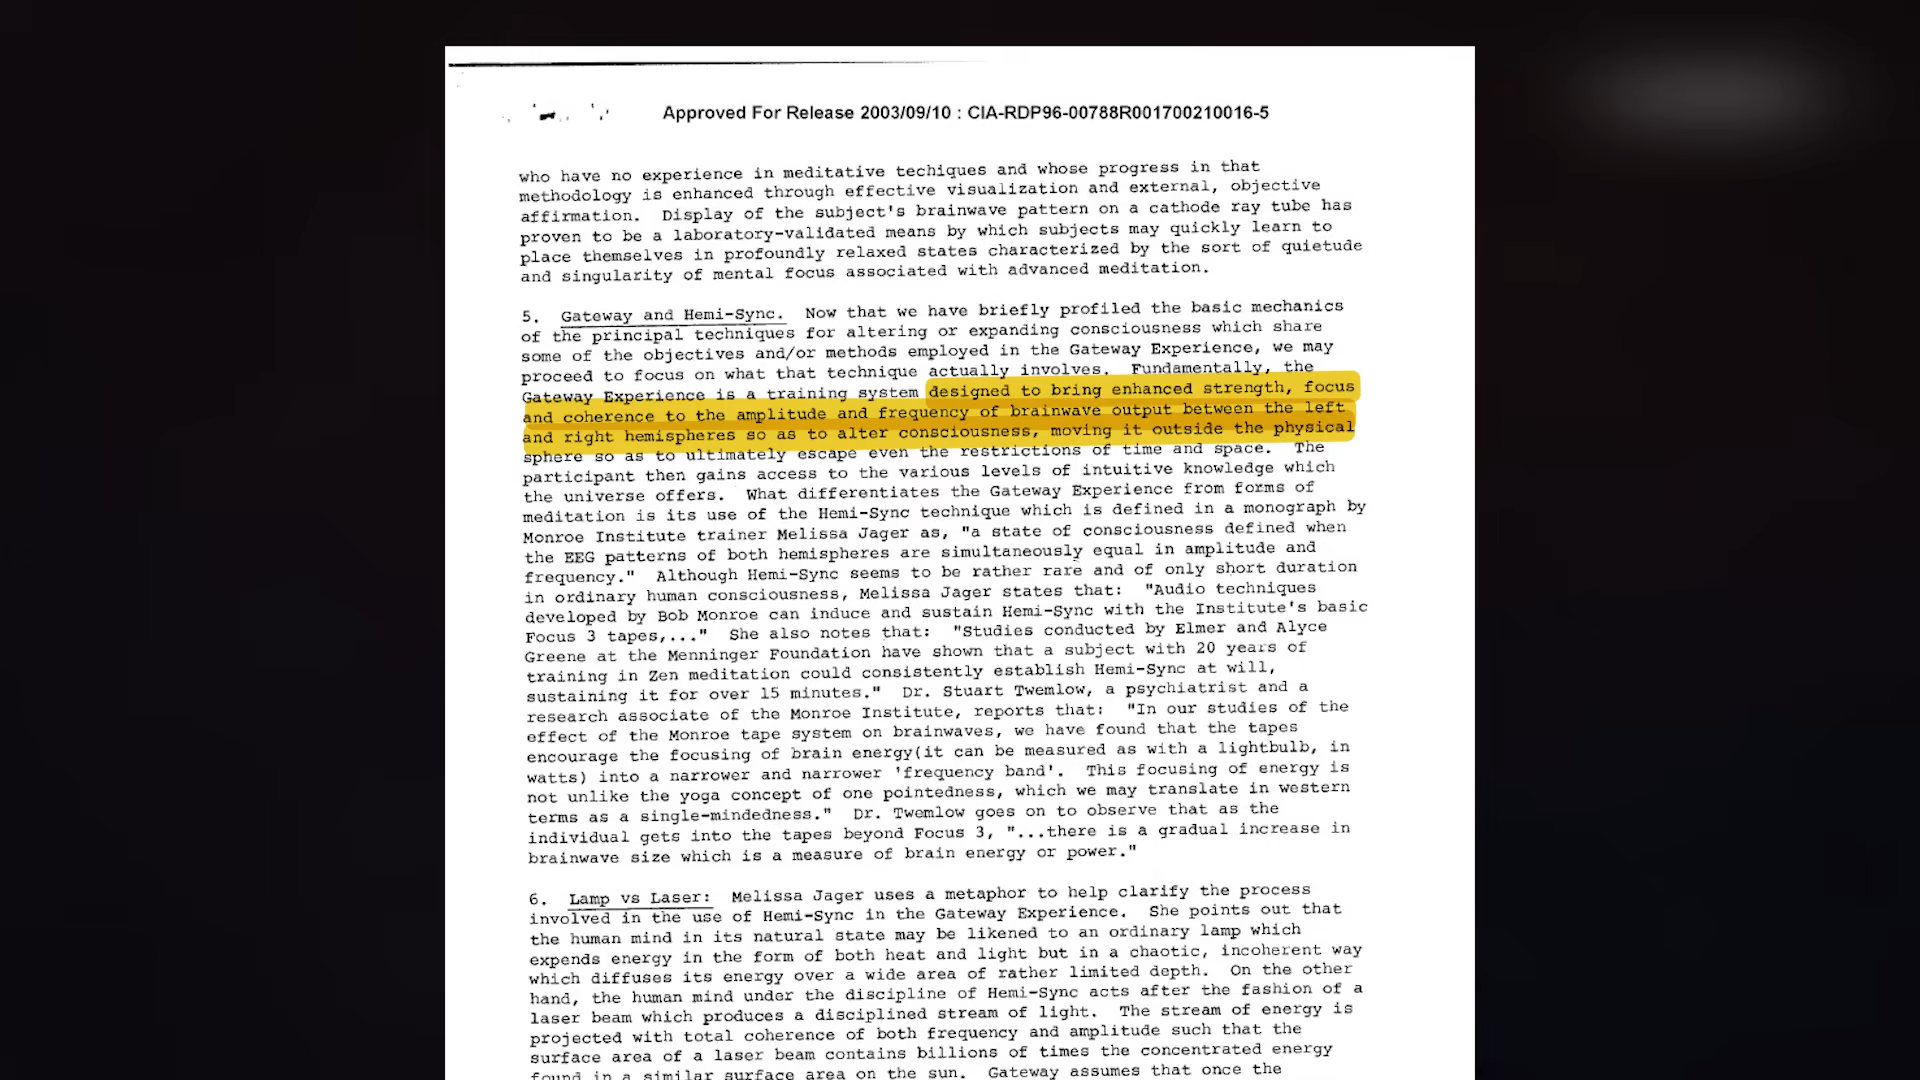 Approved For Release 2003/09/10 : CIA-RDP96-00788R001700210016-5
who have no experience in meditative techiques and whose progress in that
methodology is enhanced through effective visualization and external, objective
affirmation. Display of the subject's brainwave pattern on a cathode ray tube has
proven to be a laboratory-validated means by which subjects may quickly learn to
place themselves in profoundly relaxed states characterized by the sort of quietude
and singularity of mental focus associated with advanced meditation.
5. Gateway and Hemi-Sync. Now that we have briefly profiled the basic mechanics
of the principal techniques for altering or expanding consciousness which share
some of the objectives and/or methods employed in the Gateway Experience, we may
proceed to focus on what that technique actually involves. Fundamentally, the
Gateway Experience is a training system designed to bring enhanced strength, focus
and coherence to the amplitude and frequency of brainwave output between the left
and right hemispheres so as to alter consciousness, moving it outside the physical
sphere so as to ultimately escape even the restrictions of time and space. The
participant then gains access to the various levels of intuitive knowledge which
the universe offers. What differentiates the Gateway Experience from forms of
meditation is its use of the Hemi-Sync technique which is defined in a monograph by
Monroe Institute trainer Melissa Jager as, "a state of consciousness defined when
the EEG patterns of both hemispheres are simultaneously equal in amplitude and
frequency." Although Hemi-Sync seems to be rather rare and of only short duration
in ordinary human consciousness, Melissa Jager states that: "Audio techniques
developed by Bob Monroe can induce and sustain Hemi-Sync with the Institute's basic
Focus 3 tapes,..." She also notes that: "Studies conducted by Elmer and Alyce
Greene at the Menninger Foundation have shown that a subject with 20 years of
training in Zen meditation could consistently establish Hemi-Sync at will,
sustaining it for over 15 minutes." Dr. Stuart Twemlow, a psychiatrist and a
research associate of the Monroe Institute, reports that: "In our studies of the
effect of the Monroe tape system on brainwaves, we have found that the tapes
encourage the focusing of brain energy(it can be measured as with a lightbulb, in
watts) into a narrower and narrower 'frequency band'. This focusing of energy is
not unlike the yoga concept of one pointedness, which we may translate in western
terms as a single-mindedness." Dr. Twemlow goes on to observe that as the
individual gets into the tapes beyond Focus 3, "...there is a gradual increase in
brainwave size which is a measure of brain energy or power."
6. Lamp vs Laser: Melissa Jager uses a metaphor to help clarify the process
involved in the use of Hemi-Sync in the Gateway Experience. She points out that
the human mind in its natural state may be likened to an ordinary lamp which
expends energy in the form of both heat and light but in a chaotic, incoherent way
which diffuses its energy over a wide area of rather limited depth. On the other
hand, the human mind under the discipline of Hemi-Sync acts after the fashion of a
laser beam which produces a disciplined stream of light. The stream of energy is
projected with total coherence of both frequency and amplitude such that the
surface area of a laser beam contains billions of times the concentrated energy
found in a similar surface area on the sun. Gateway assumes that once the